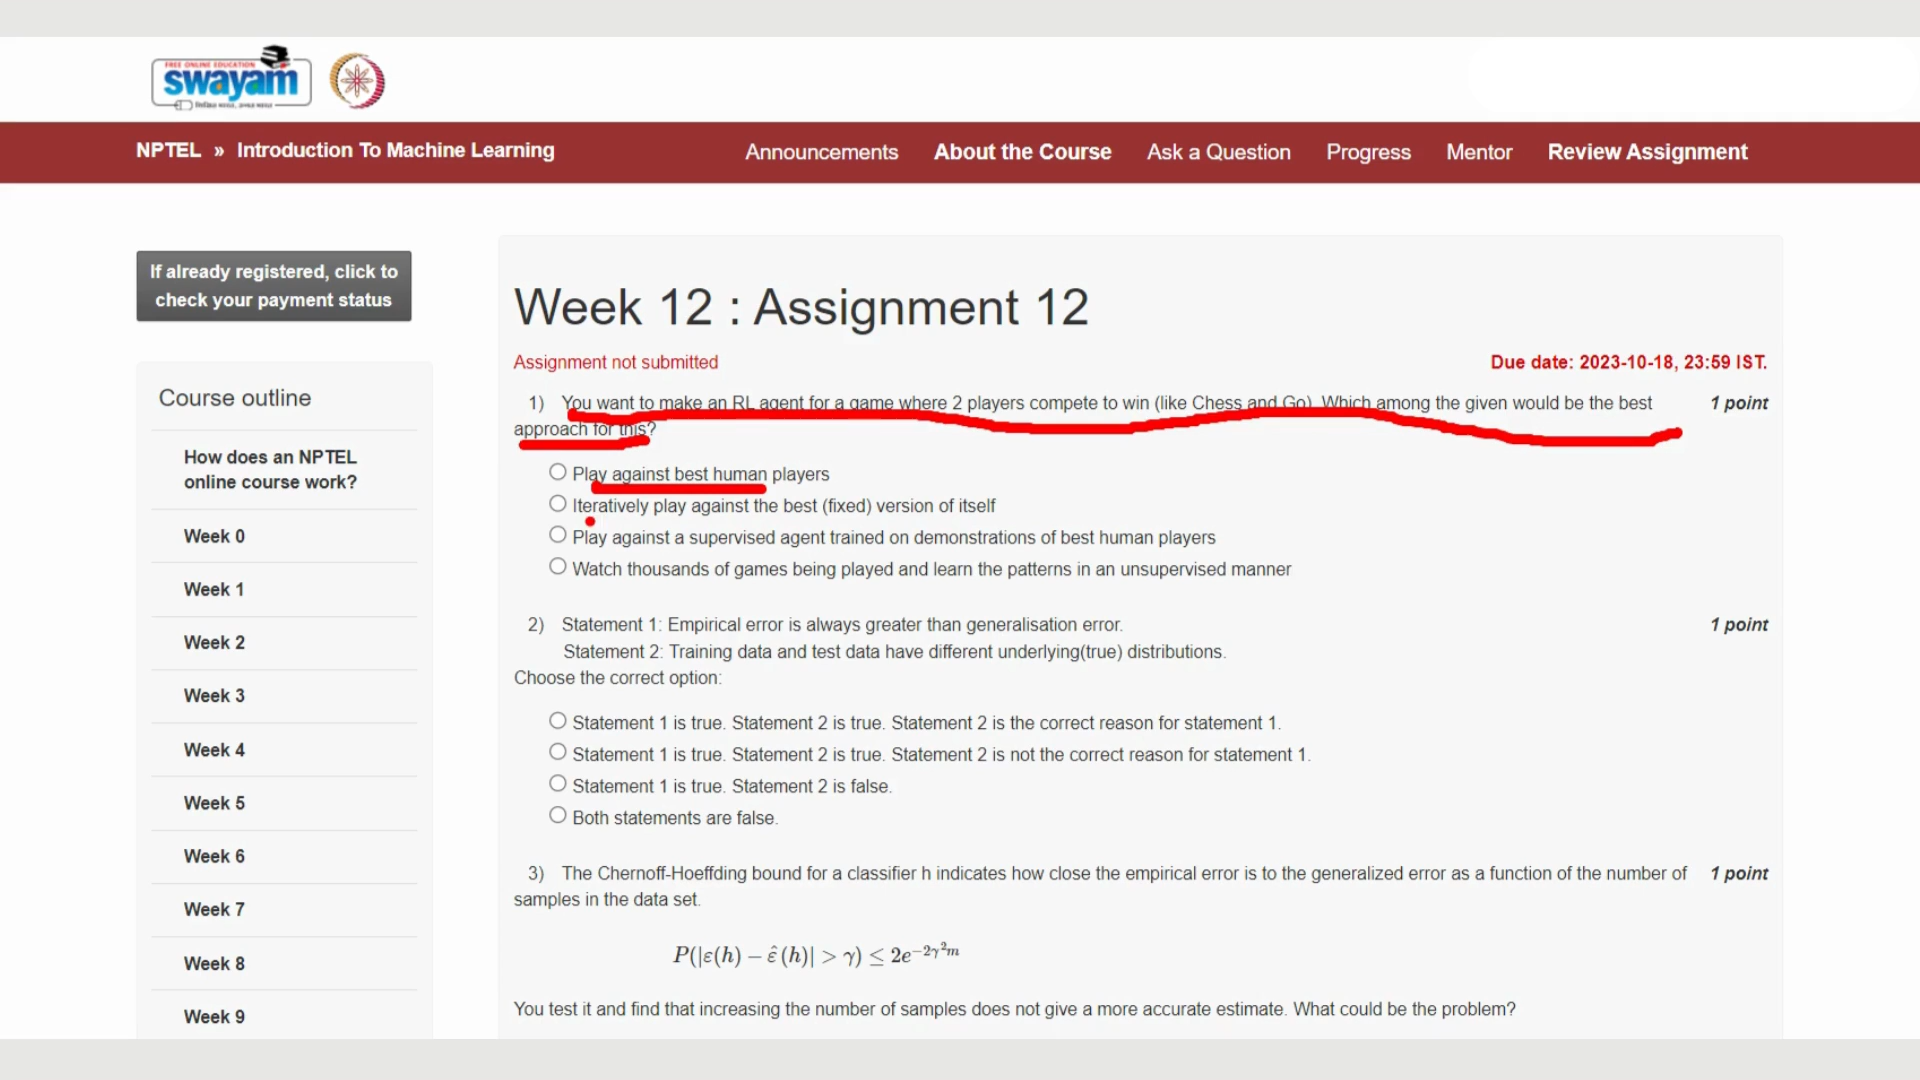 FREE ONLINE EDUCATION
swayam
NPTEL » Introduction To Machine Learning
Announcements About the Course Ask a Question Progress Mentor Review Assignment
If already registered, click to
check your payment status
Course outline
How does an NPTEL
online course work?
Week 0
Week 1
Week 2
Week 3
Week 4
Week 5
Week 6
Week 7
Week 8
Week 9
Week 12 : Assignment 12
Assignment not submitted Due date: 2023-10-18, 23:59 IST.
1) You want to make an RL agent for a game where 2 players compete to win (like Chess and Go). Which among the given would be the best 1 point
approach for this?
Play against best human players
Iteratively play against the best (fixed) version of itself
Play against a supervised agent trained on demonstrations of best human players
Watch thousands of games being played and learn the patterns in an unsupervised manner
2) Statement 1: Empirical error is always greater than generalisation error. 1 point
Statement 2: Training data and test data have different underlying(true) distributions.
Choose the correct option:
Statement 1 is true. Statement 2 is true. Statement 2 is the correct reason for statement 1.
Statement 1 is true. Statement 2 is true. Statement 2 is not the correct reason for statement 1.
Statement 1 is true. Statement 2 is false.
Both statements are false.
3) The Chernoff-Hoeffding bound for a classifier h indicates how close the empirical error is to the generalized error as a function of the number of 1 point
samples in the data set.
P(|ε(h) − ε̂(h)| > γ) ≤ 2e^{−2γ²m}
You test it and find that increasing the number of samples does not give a more accurate estimate. What could be the problem?